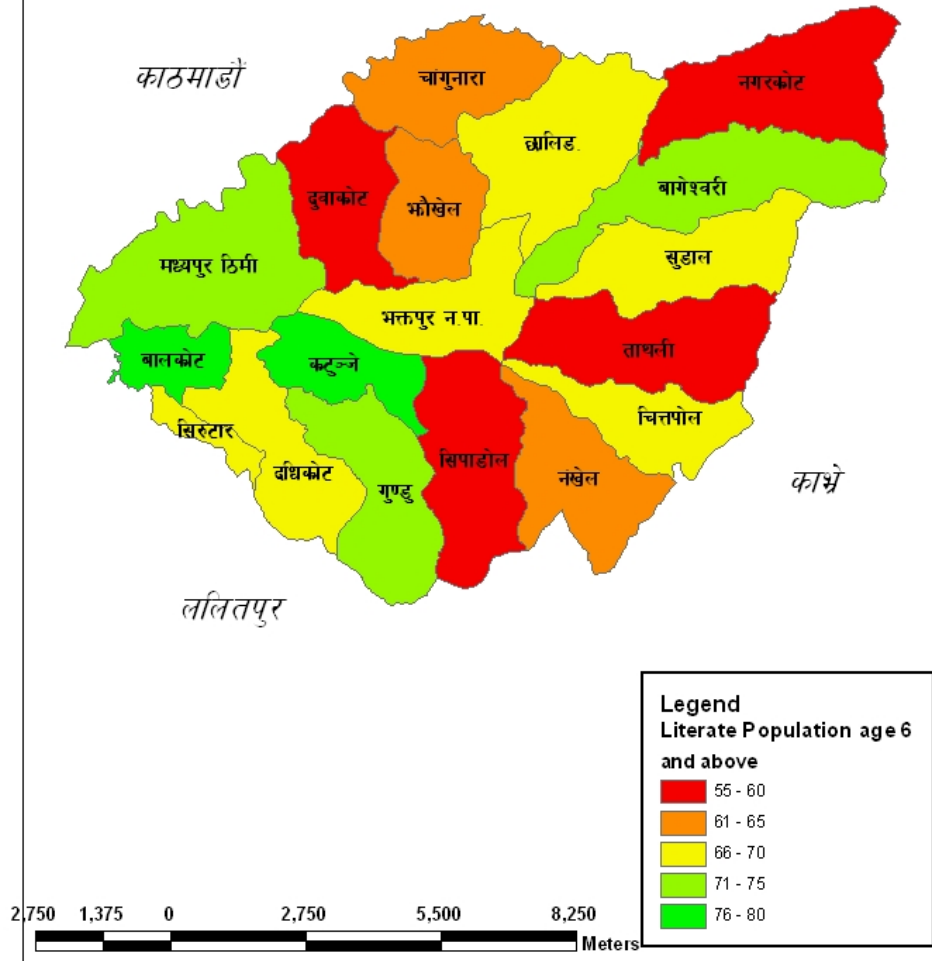 काठमाडौं
चांगुनारा
नगरकोट
छालिड.
दुवाकोट
झौखेल
बागेश्वरी
मध्यपुर ठिमी
सुडाल
भक्तपुर न.पा.
ताथली
बालकोट
कटुञ्जे
चित्तपोल
सिरुटार
सिपाडोल
दधिकोट
नंखेल
गुण्डु
काभ्रे
ललितपुर
Legend
Literate Population age 6
and above
55 - 60
61 - 65
66 - 70
71 - 75
76 - 80
2,750 1,375 0 2,750 5,500 8,250
Meters